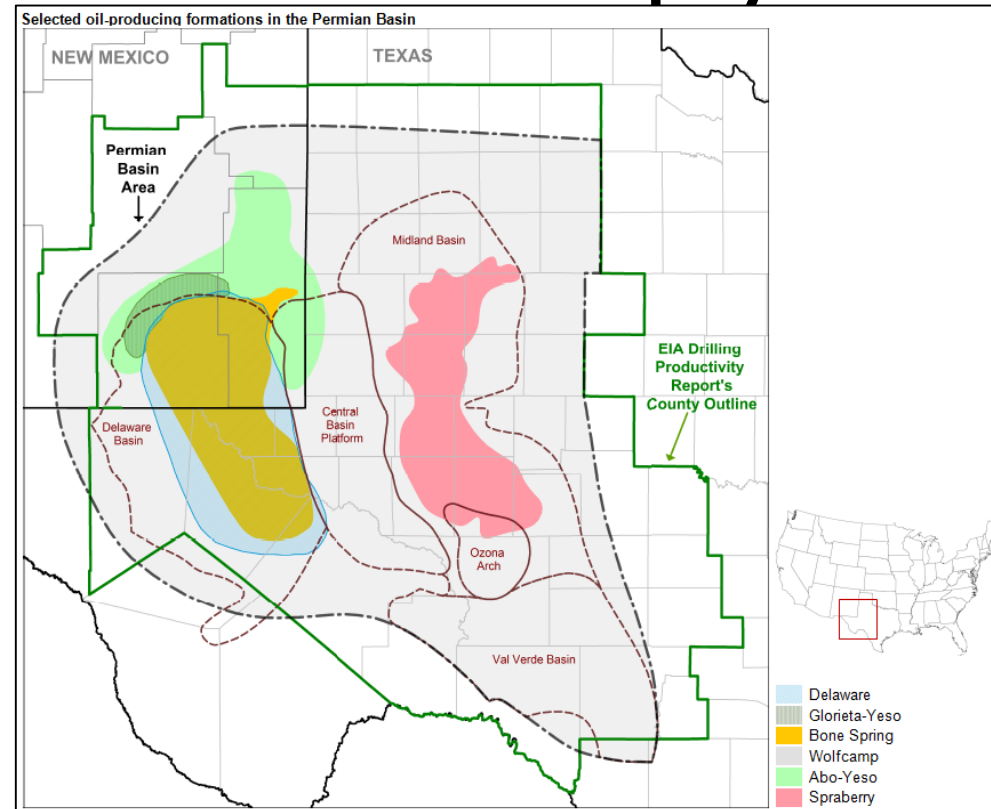 Selected oil-producing formations in the Permian Basin
NEW MEXICO
TEXAS
Permian
Basin
Area
Midland Basin
EIA Drilling
Productivity
Report's
County Outline
Delaware
Basin
Central
Basin
Platform
Ozona
Arch
Val Verde Basin
Delaware
Glorieta-Yeso
Bone Spring
Wolfcamp
Abo-Yeso
Spraberry